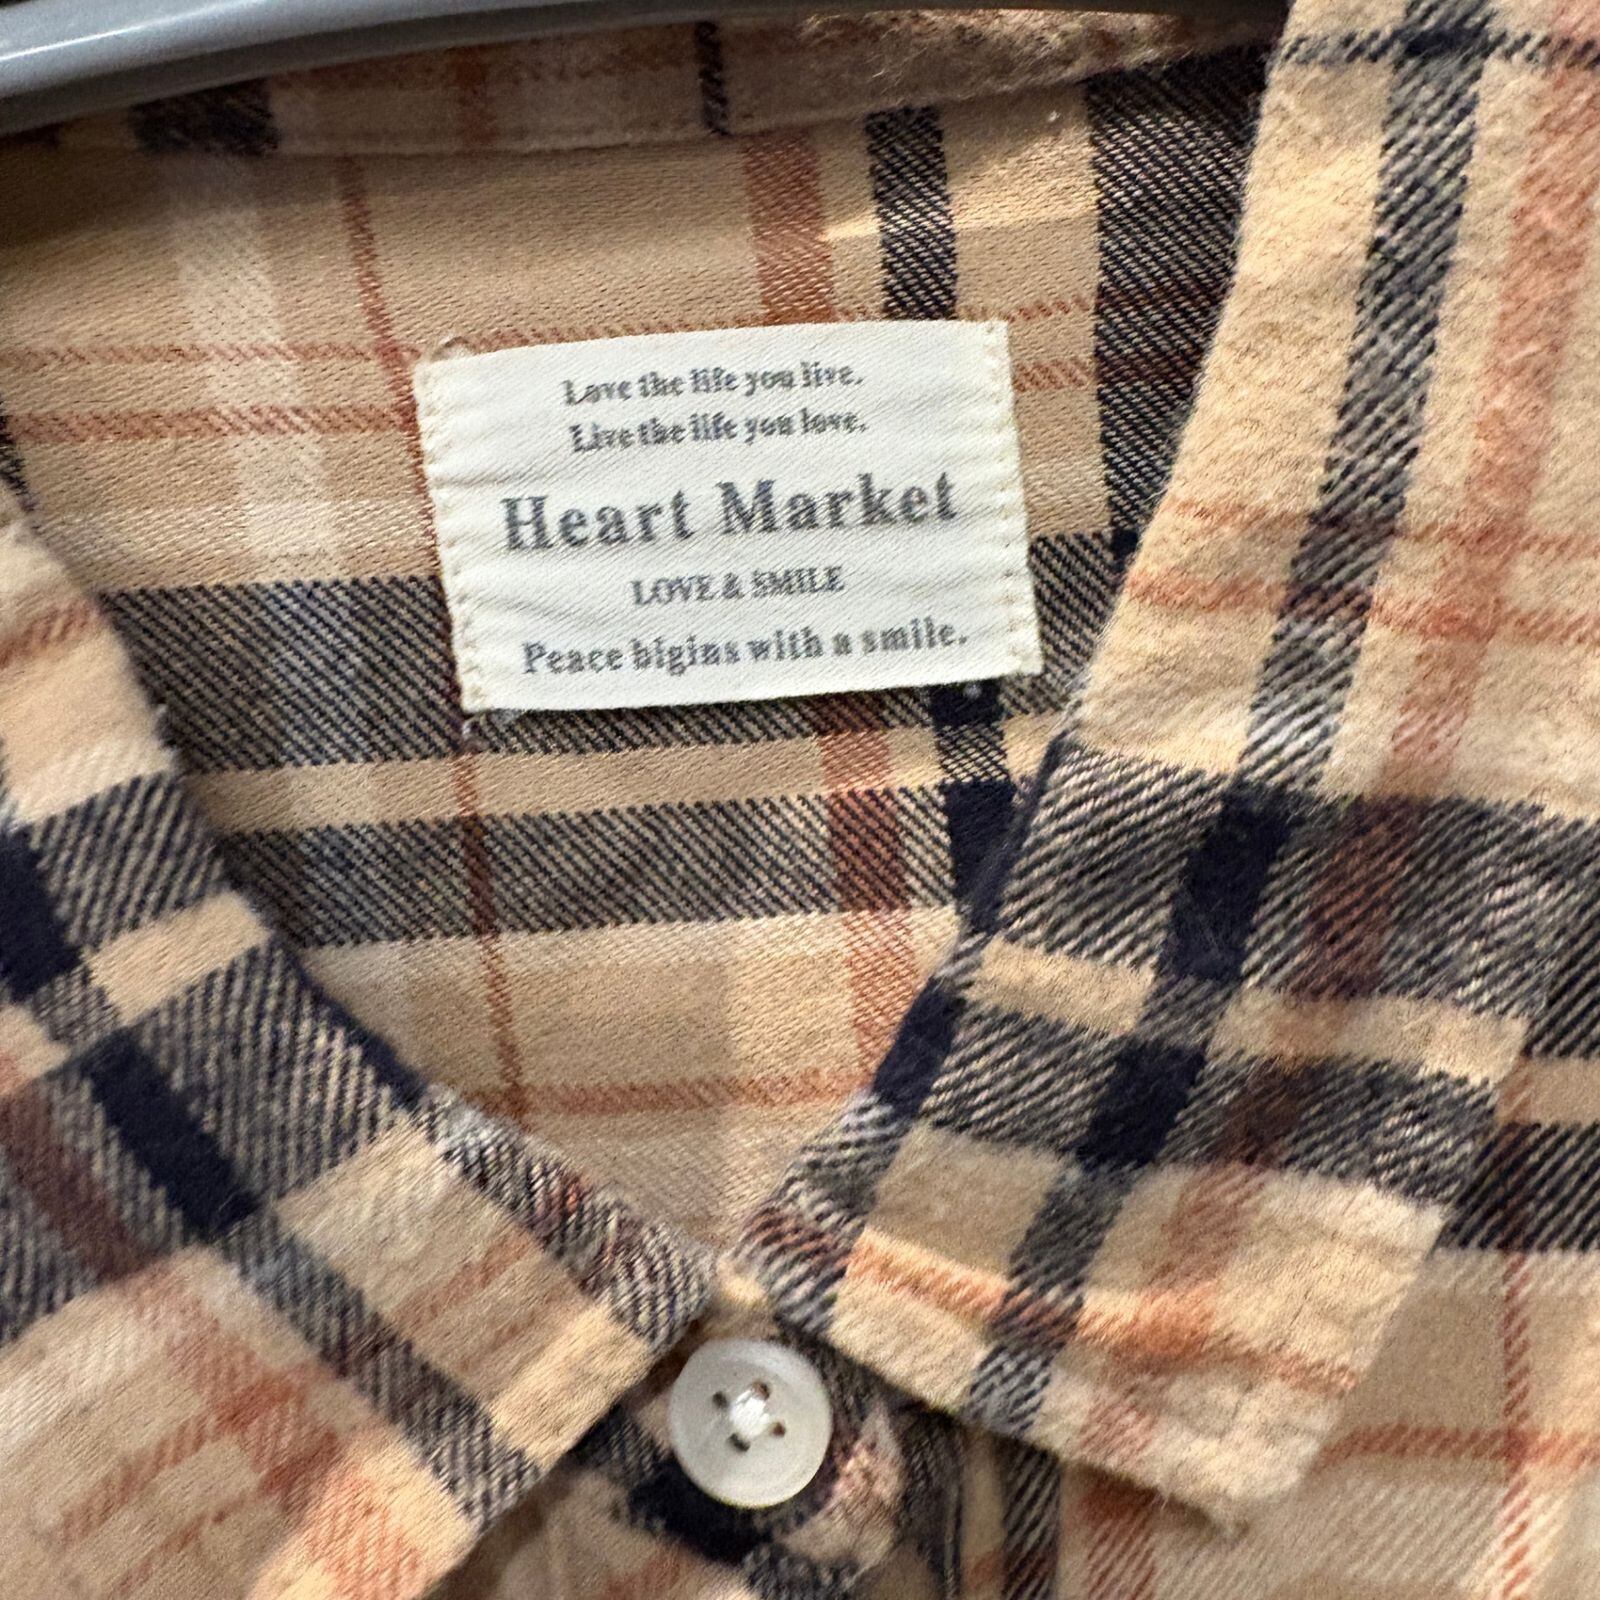 Love the life you live.
Live the life you love.
Heart Market
LOVE & SMILE
Peace bigins with a smile.